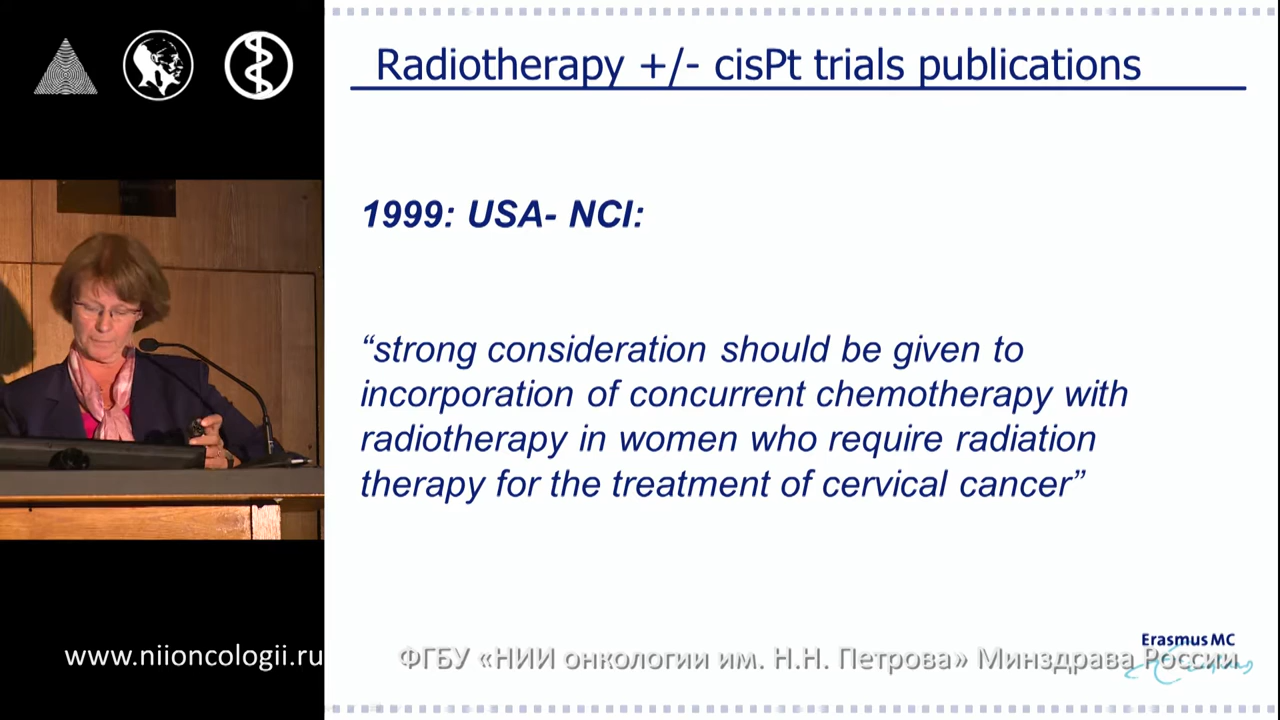 Radiotherapy +/- cisPt trials publications
1999: USA- NCI:
“strong consideration should be given to
incorporation of concurrent chemotherapy with
radiotherapy in women who require radiation
therapy for the treatment of cervical cancer”
Erasmus MC
www.niioncologii.ru
ФГБУ «НИИ онкологии им. Н.Н. Петрова» Минздрава России